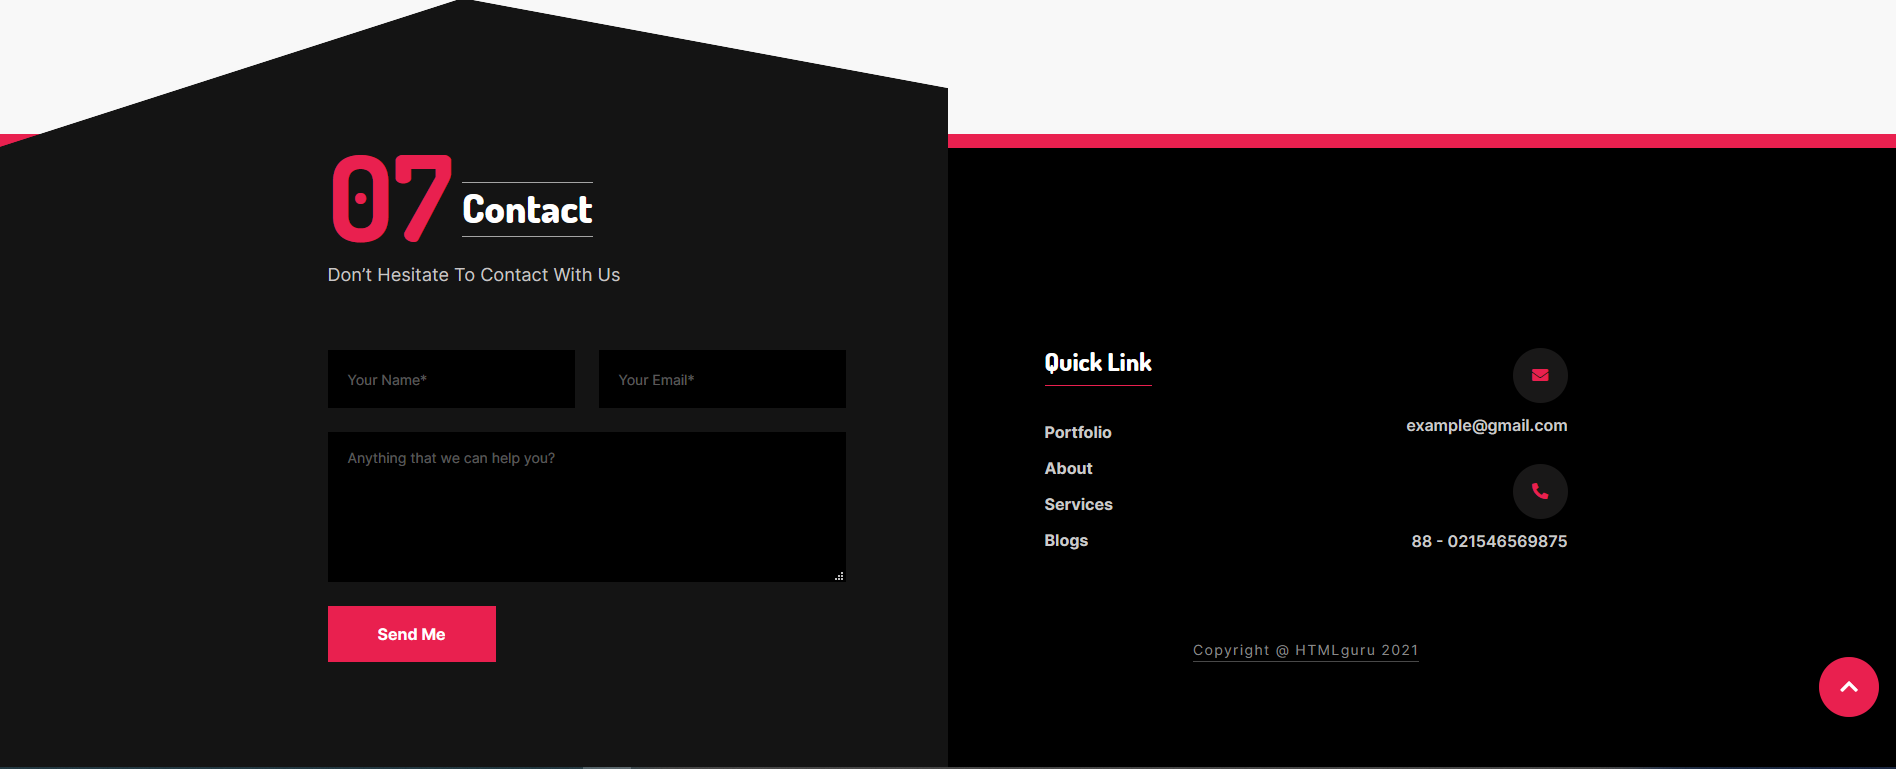 07 Contact
Don’t Hesitate To Contact With Us
Your Name*
Your Email*
Anything that we can help you?
Send Me
Quick Link
Portfolio
About
Services
Blogs
example@gmail.com
88 - 021546569875
Copyright @ HTMLguru 2021